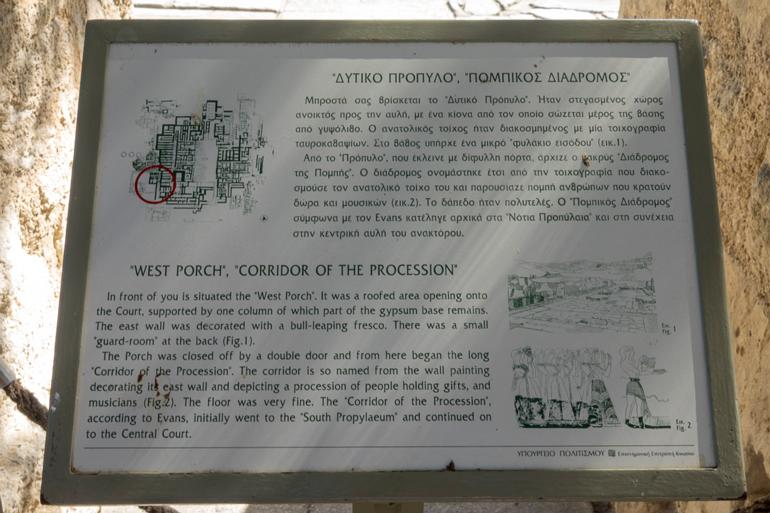 "ΔΥΤΙΚΟ ΠΡΟΠΥΛΟ", "ΠΟΜΠΙΚΟΣ ΔΙΑΔΡΟΜΟΣ"
Μπροστά σας βρίσκεται το "Δυτικό Πρόπυλο". Ήταν στεγασμένος χώρος
ανοικτός προς την αυλή, με ένα κίονα από τον οποίο σώζεται μέρος της βάσης
από γυψόλιθο. Ο ανατολικός τοίχος ήταν διακοσμημένος με μία τοιχογραφία
ταυροκαθαψίων. Στο βάθος υπήρχε ένα μικρό "φυλάκιο εισόδου" (εικ.1).
Από το "Πρόπυλο", που έκλεινε με δίφυλλη πόρτα, άρχιζε ο μακρύς "Διάδρομος
της Πομπής". Ο διάδρομος ονομάστηκε έτσι από την τοιχογραφία που διακο-
σμούσε τον ανατολικό τοίχο του και παρουσίαζε πομπή ανθρώπων που κρατούν
δώρα και μουσικών (εικ.2). Το δάπεδο ήταν πολυτελές. Ο "Πομπικός Διάδρομος"
σύμφωνα με τον Evans κατέληγε αρχικά στα "Νότια Προπύλαια" και στη συνέχεια
στην κεντρική αυλή του ανακτόρου.
"WEST PORCH", "CORRIDOR OF THE PROCESSION"
In front of you is situated the "West Porch". It was a roofed area opening onto
the Court, supported by one column of which part of the gypsum base remains.
The east wall was decorated with a bull-leaping fresco. There was a small
"guard-room" at the back (Fig.1).
The Porch was closed off by a double door and from here began the long
"Corridor of the Procession". The corridor is so named from the wall painting
decorating its east wall and depicting a procession of people holding gifts, and
musicians (Fig.2). The floor was very fine. The "Corridor of the Procession",
according to Evans, initially went to the "South Propylaeum" and continued on
to the Central Court.
Εικ.
Fig. 1
Εικ.
Fig. 2
ΥΠΟΥΡΓΕΙΟ ΠΟΛΙΤΙΣΜΟΥ Επιστημονική Επιτροπή Κνωσού